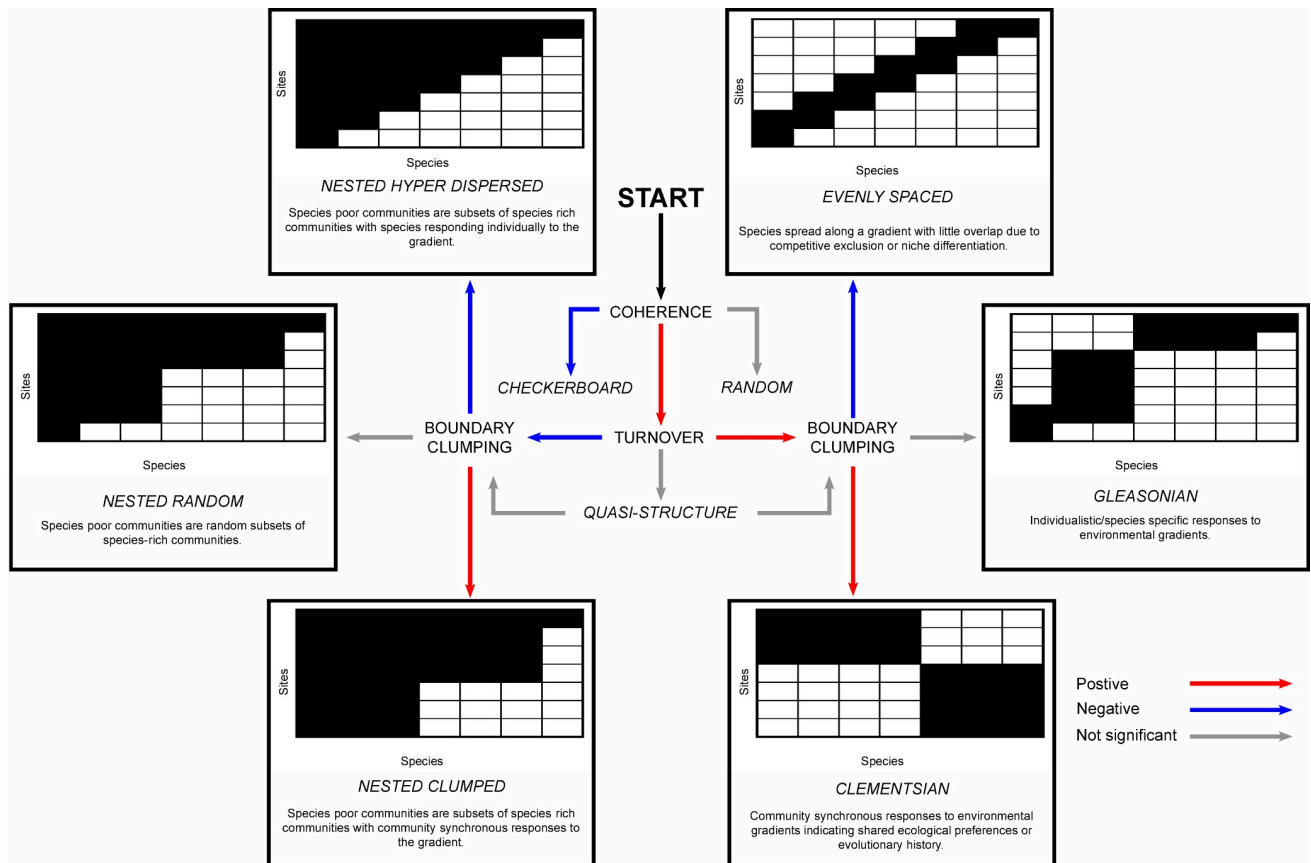 Sites
Species
NESTED HYPER DISPERSED
Species poor communities are subsets of species rich
communities with species responding individually to the
gradient.
Sites
Species
EVENLY SPACED
Species spread along a gradient with little overlap due to
competitive exclusion or niche differentiation.
START
COHERENCE
CHECKERBOARD
RANDOM
BOUNDARY
CLUMPING
TURNOVER
BOUNDARY
CLUMPING
QUASI-STRUCTURE
Sites
Species
NESTED RANDOM
Species poor communities are random subsets of
species-rich communities.
Sites
Species
GLEASONIAN
Individualistic/species specific responses to
environmental gradients.
Sites
Species
NESTED CLUMPED
Species poor communities are subsets of species rich
communities with community synchronous responses to
the gradient.
Sites
Species
CLEMENTSIAN
Community synchronous responses to environmental
gradients indicating shared ecological preferences or
evolutionary history.
Postive
Negative
Not significant